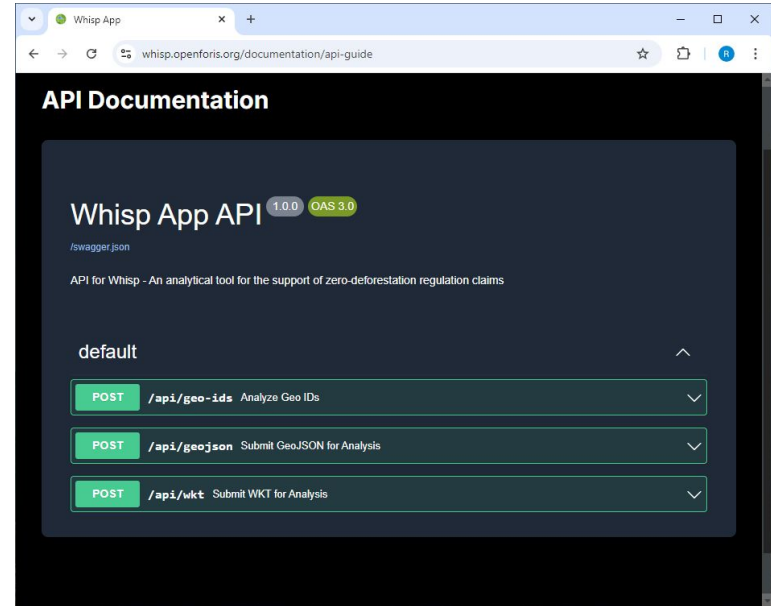 Whisp App
whisp.openforis.org/documentation/api-guide
R
API Documentation
Whisp App API 1.0.0 OAS 3.0
/swagger.json
API for Whisp - An analytical tool for the support of zero-deforestation regulation claims
default
POST /api/geo-ids Analyze Geo IDs
POST /api/geojson Submit GeoJSON for Analysis
POST /api/wkt Submit WKT for Analysis